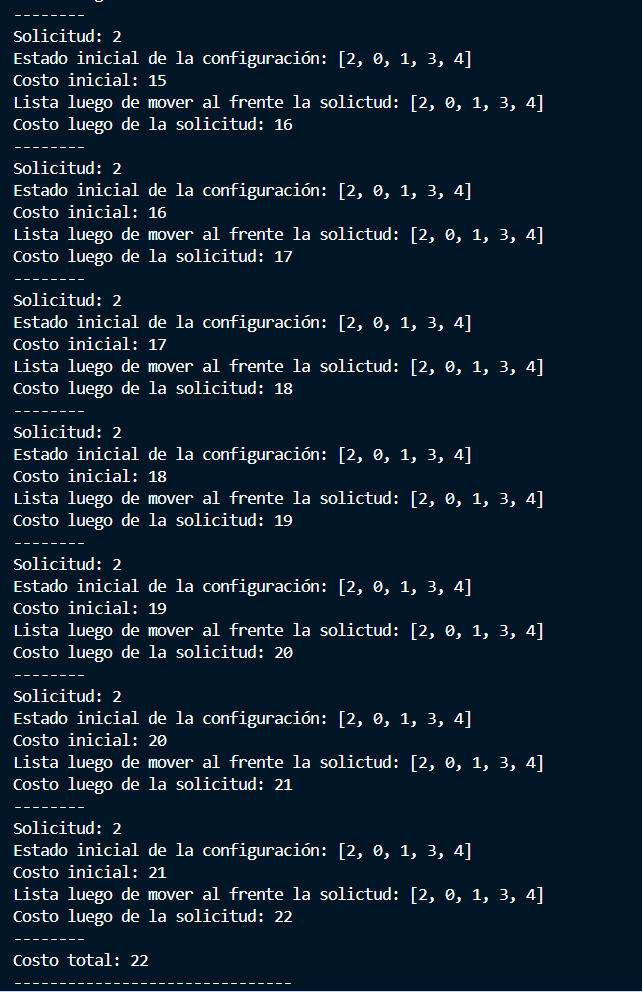 --------
Solicitud: 2
Estado inicial de la configuración: [2, 0, 1, 3, 4]
Costo inicial: 15
Lista luego de mover al frente la solictud: [2, 0, 1, 3, 4]
Costo luego de la solicitud: 16
--------
Solicitud: 2
Estado inicial de la configuración: [2, 0, 1, 3, 4]
Costo inicial: 16
Lista luego de mover al frente la solictud: [2, 0, 1, 3, 4]
Costo luego de la solicitud: 17
--------
Solicitud: 2
Estado inicial de la configuración: [2, 0, 1, 3, 4]
Costo inicial: 17
Lista luego de mover al frente la solictud: [2, 0, 1, 3, 4]
Costo luego de la solicitud: 18
--------
Solicitud: 2
Estado inicial de la configuración: [2, 0, 1, 3, 4]
Costo inicial: 18
Lista luego de mover al frente la solictud: [2, 0, 1, 3, 4]
Costo luego de la solicitud: 19
--------
Solicitud: 2
Estado inicial de la configuración: [2, 0, 1, 3, 4]
Costo inicial: 19
Lista luego de mover al frente la solictud: [2, 0, 1, 3, 4]
Costo luego de la solicitud: 20
--------
Solicitud: 2
Estado inicial de la configuración: [2, 0, 1, 3, 4]
Costo inicial: 20
Lista luego de mover al frente la solictud: [2, 0, 1, 3, 4]
Costo luego de la solicitud: 21
--------
Solicitud: 2
Estado inicial de la configuración: [2, 0, 1, 3, 4]
Costo inicial: 21
Lista luego de mover al frente la solictud: [2, 0, 1, 3, 4]
Costo luego de la solicitud: 22
--------
Costo total: 22
-------------------------------